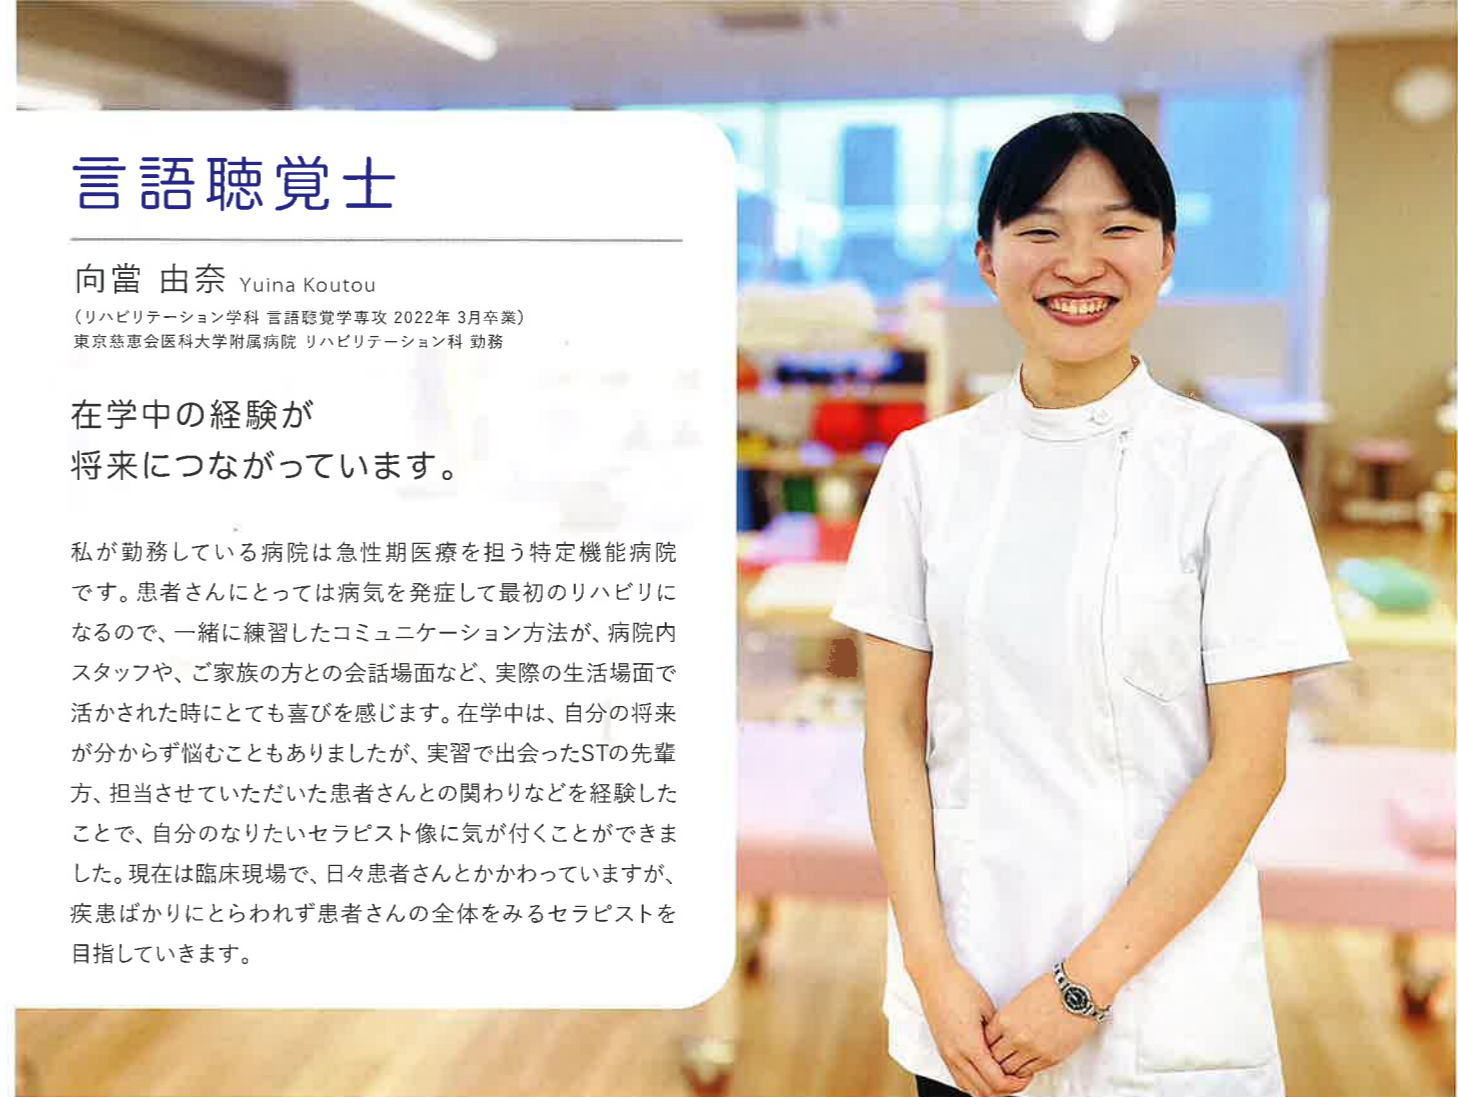 言語聴覚士
向當 由奈 Yuina Koutou
（リハビリテーション学科 言語聴覚学専攻 2022年 3月卒業）
東京慈恵会医科大学附属病院 リハビリテーション科 勤務
在学中の経験が
将来につながっています。
私が勤務している病院は急性期医療を担う特定機能病院
です。患者さんにとっては病気を発症して最初のリハビリに
なるので、一緒に練習したコミュニケーション方法が、病院内
スタッフや、ご家族の方との会話場面など、実際の生活場面で
活かされた時にとても喜びを感じます。在学中は、自分の将来
が分からず悩むこともありましたが、実習で出会ったSTの先輩
方、担当させていただいた患者さんとの関わりなどを経験した
ことで、自分のなりたいセラピスト像に気が付くことができま
した。現在は臨床現場で、日々患者さんとかかわっていますが、
疾患ばかりにとらわれず患者さんの全体をみるセラピストを
目指していきます。